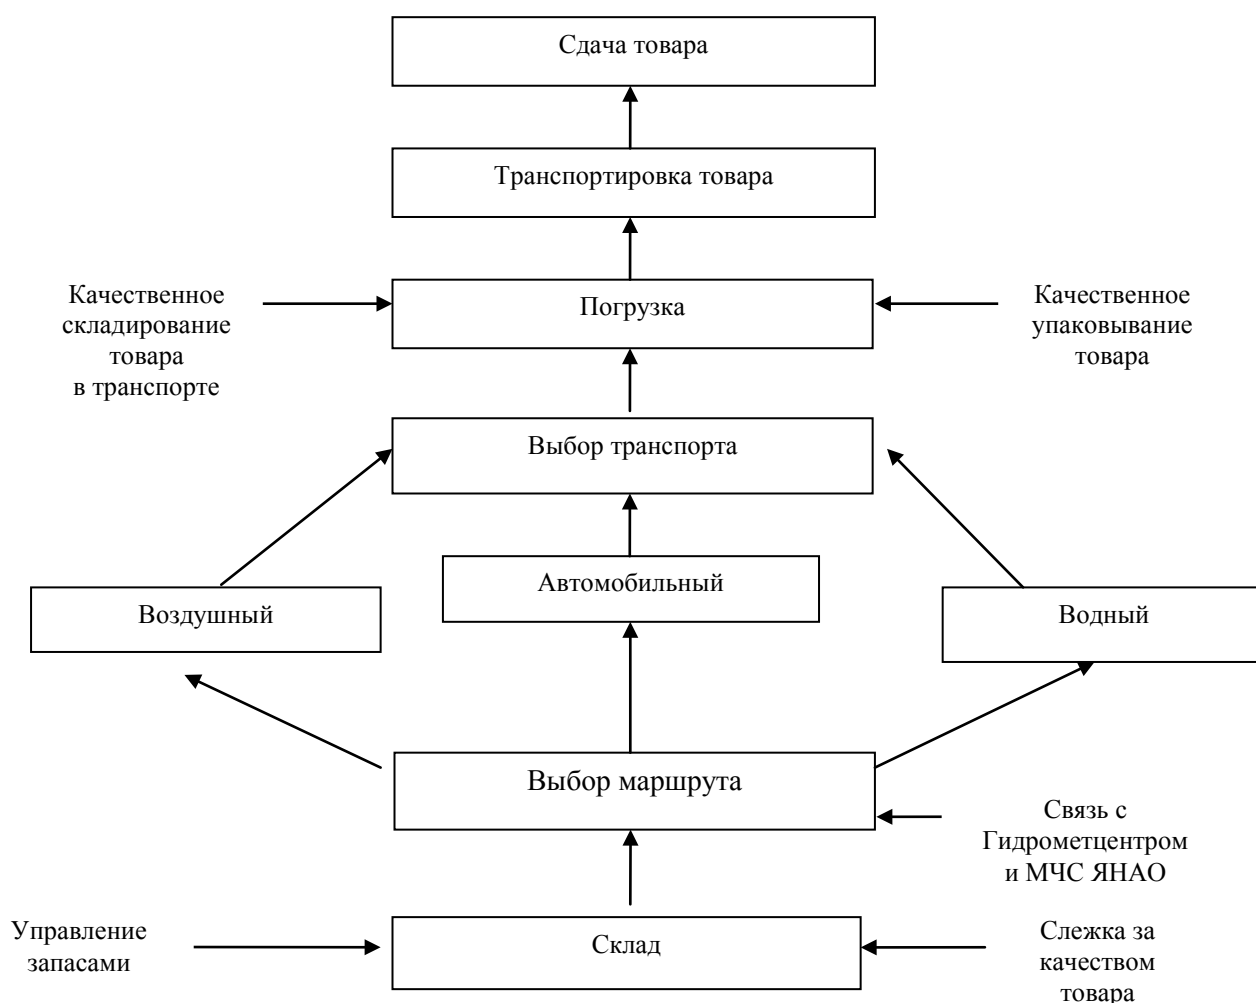 Сдача товара
Транспортировка товара
Качественное
складирование
товара
в транспорте
Погрузка
Качественное
упаковывание
товара
Выбор транспорта
Воздушный
Автомобильный
Водный
Выбор маршрута
Связь с
Гидрометцентром
и МЧС ЯНАО
Управление
запасами
Склад
Слежка за
качеством
товара